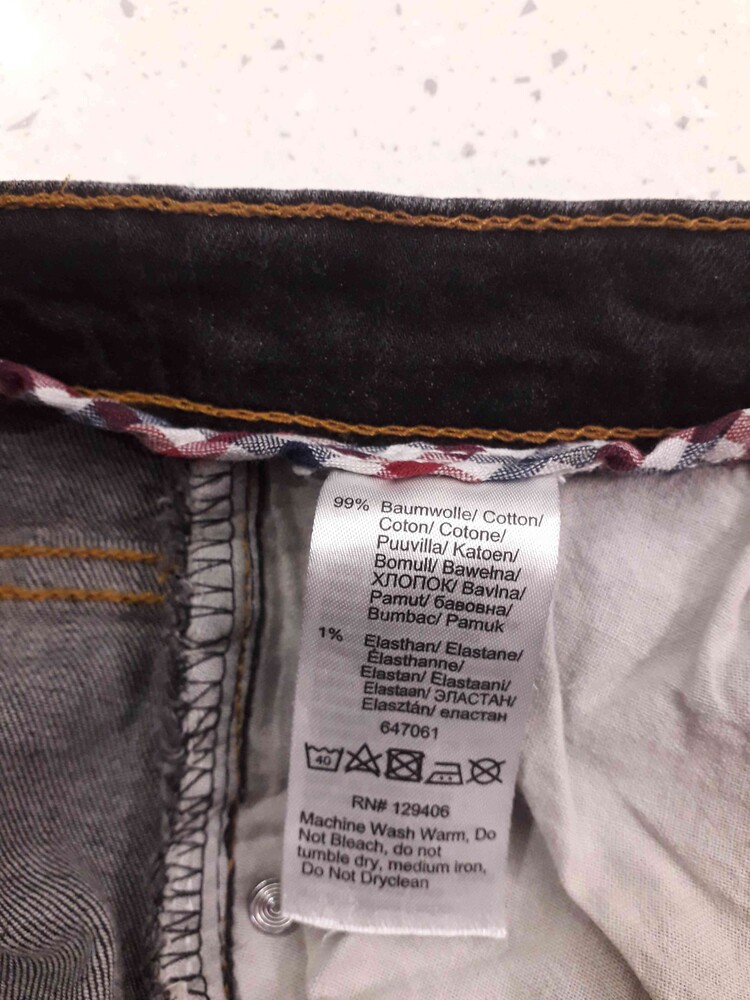 99% Baumwolle/ Cotton/
Coton/ Cotone/
Puuvilla/ Katoen/
Bomull/ Bawełna/
ХЛОПОК/ Bavlna/
Pamut/ бавовна/
Bumbac/ Pamuk
1% Elasthan/ Elastane/
Élasthanne/
Elastan/ Elastaani/
Elastaan/ ЭЛАСТАН/
Elasztán/ еластан
647061
40
RN# 129406
Machine Wash Warm, Do
Not Bleach, do not
tumble dry, medium iron,
Do Not Dryclean